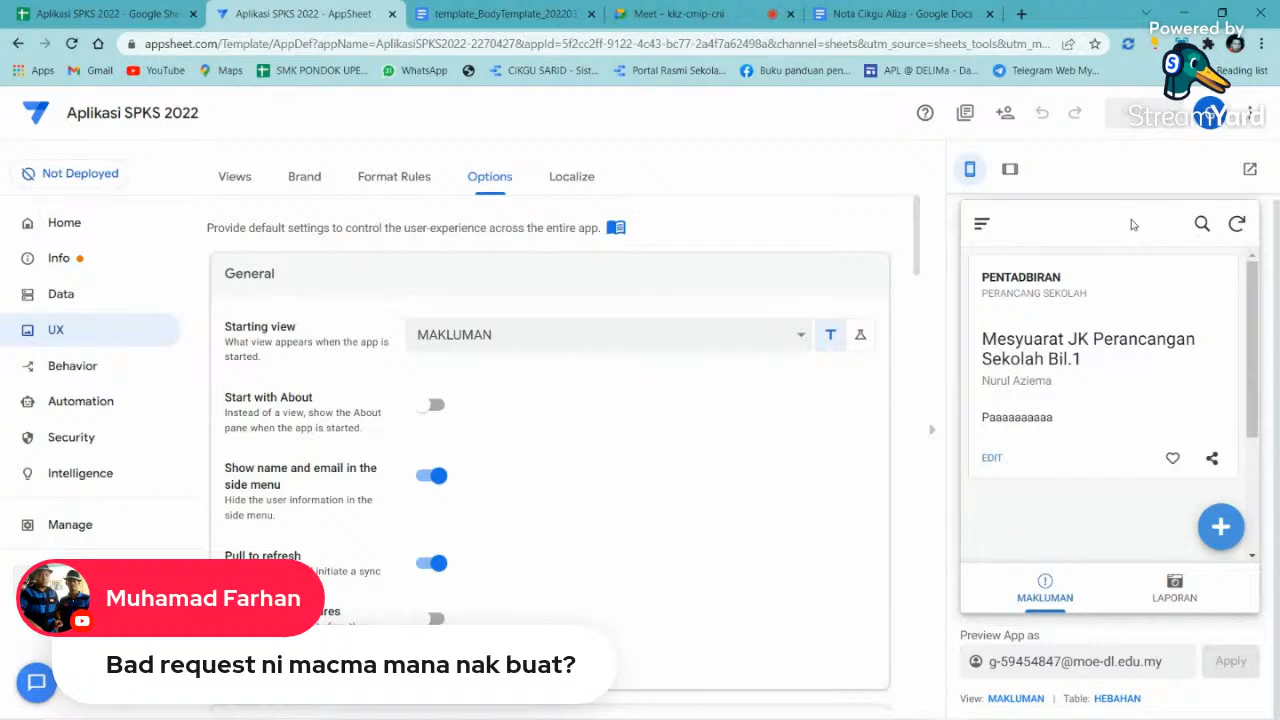 Aplikasi SPKS 2022 - Google She
Aplikasi SPKS 2022 - AppSheet
template_BodyTemplate_202203
Meet – kkz-cmip-cni
Nota Cikgu Aliza - Google Docs
Powered by
appsheet.com/Template/AppDef?appName=AplikasiSPKS2022-2270427&appId=5f2cc2ff-9122-4c43-bc77-2a4f7a62498a&channel=sheets&utm_source=sheets_tools&utm_m...
Apps
Gmail
YouTube
Maps
SMK PONDOK UPE...
WhatsApp
CIKGU SARID - Sist...
Portal Rasmi Sekola...
Buku panduan pen...
APL @ DELIMa - Da...
Telegram Web My...
Reading list
StreamYard
Aplikasi SPKS 2022
Not Deployed
Views
Brand
Format Rules
Options
Localize
Home
Info
Data
UX
Behavior
Automation
Security
Intelligence
Manage
Provide default settings to control the user-experience across the entire app.
General
Starting view
What view appears when the app is
started.
MAKLUMAN
Start with About
Instead of a view, show the About
pane when the app is started.
Show name and email in the
side menu
Hide the user information in the
side menu.
Pull to refresh
initiate a sync
PENTADBIRAN
PERANCANG SEKOLAH
Mesyuarat JK Perancangan
Sekolah Bil.1
Nurul Aziema
Paaaaaaaaaa
EDIT
MAKLUMAN
LAPORAN
Preview App as
g-59454847@moe-dl.edu.my
Apply
View: MAKLUMAN | Table: HEBAHAN
Muhamad Farhan
Bad request ni macma mana nak buat?